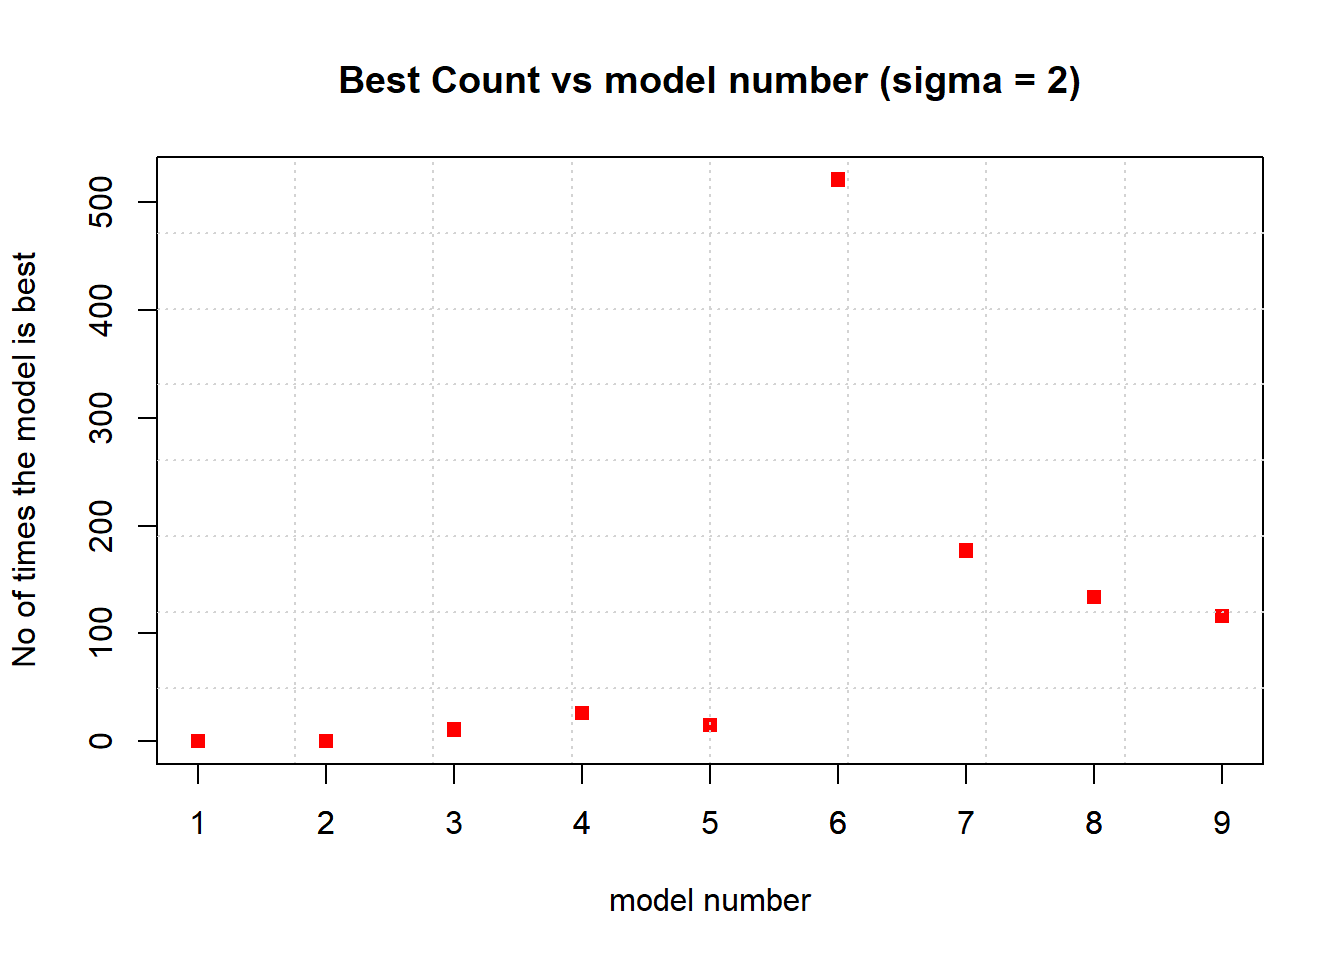 Best Count vs model number (sigma = 2)
No of times the model is best
500
400
300
200
100
0
1 2 3 4 5 6 7 8 9
model number